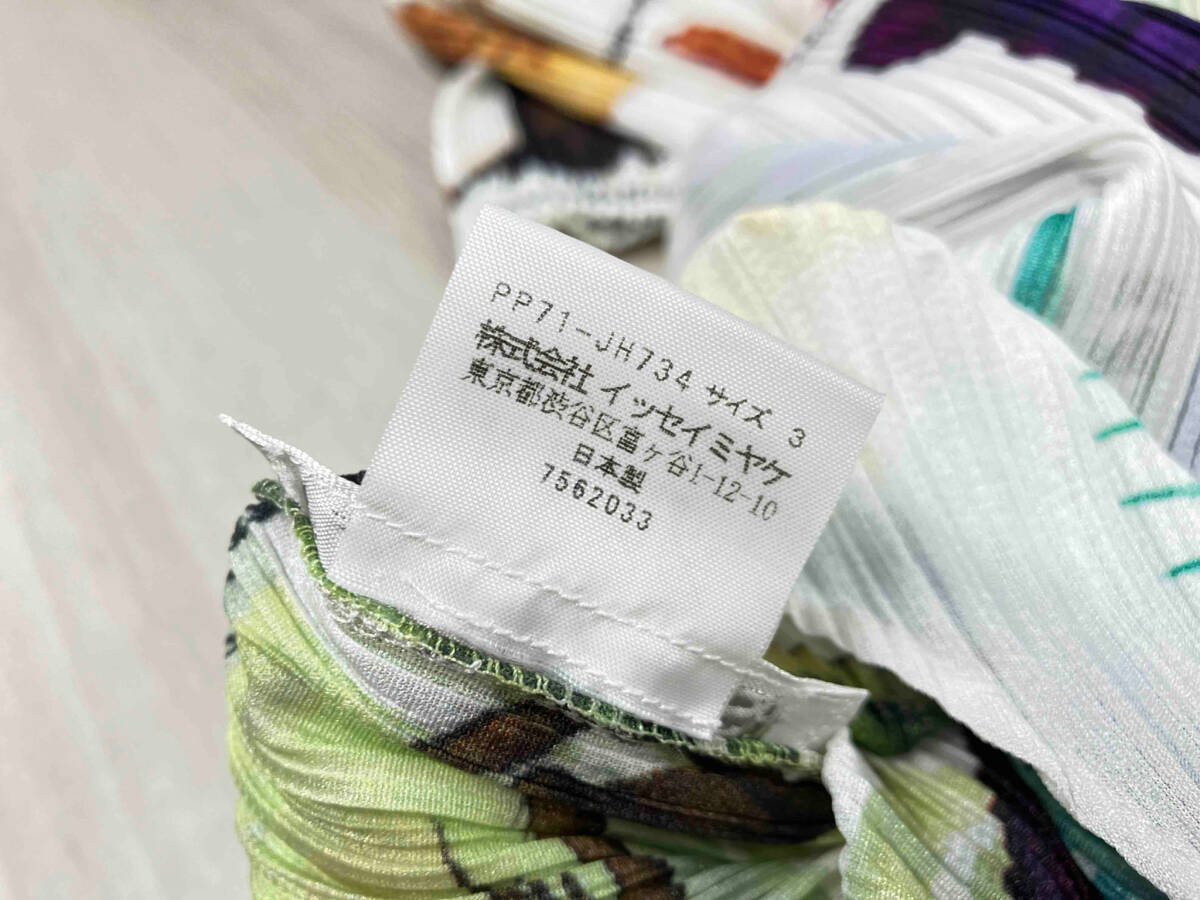 PP71-JH734 サイズ 3
株式会社 イッセイミヤケ
東京都渋谷区富ヶ谷1-12-10
日本製
7562033